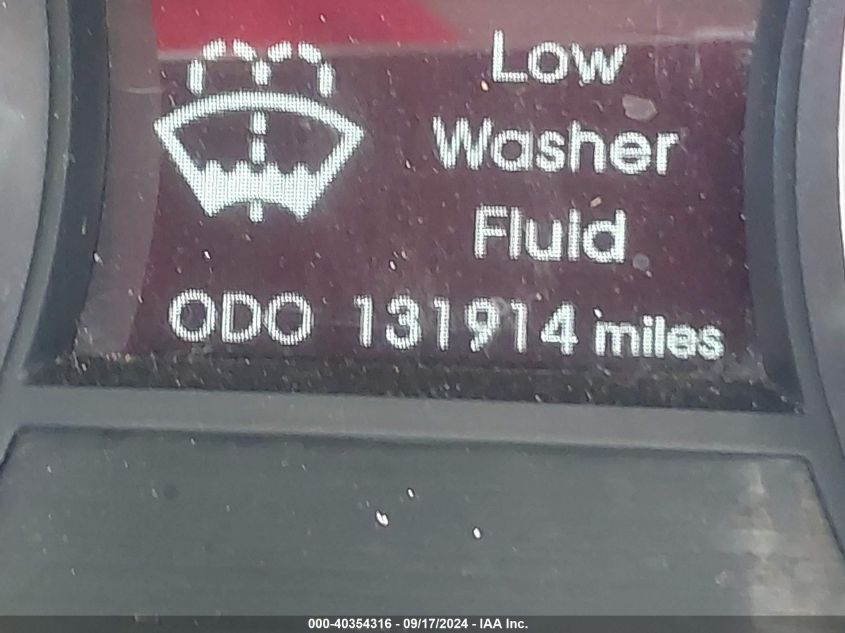 Low
Washer
Fluid
ODO 131914 miles
000-40354316 - 09/17/2024 - IAA Inc.